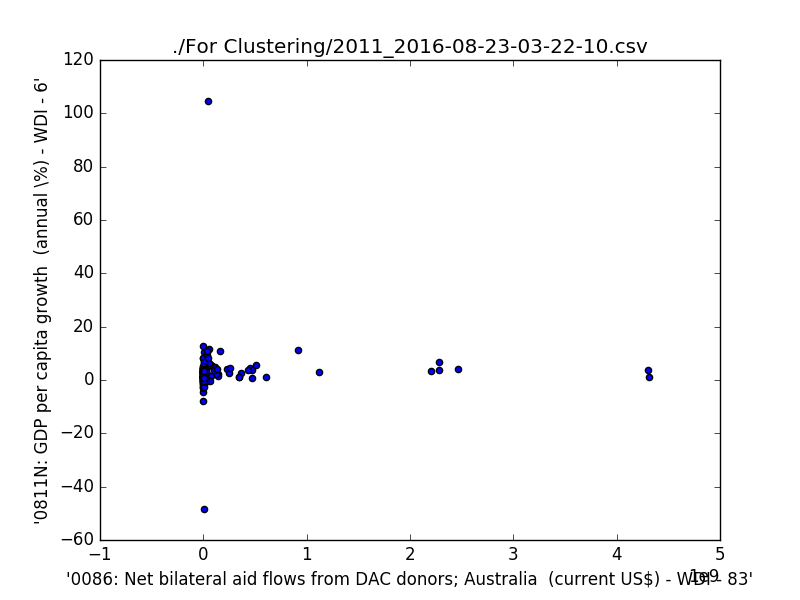 ./For Clustering/2011_2016-08-23-03-22-10.csv
120
100
80
60
40
20
0
−20
−40
−60
'0811N: GDP per capita growth  (annual \%) - WDI - 6'
−1 0 1 2 3 4 5
1e9
'0086: Net bilateral aid flows from DAC donors; Australia  (current US$) - WDI - 83'